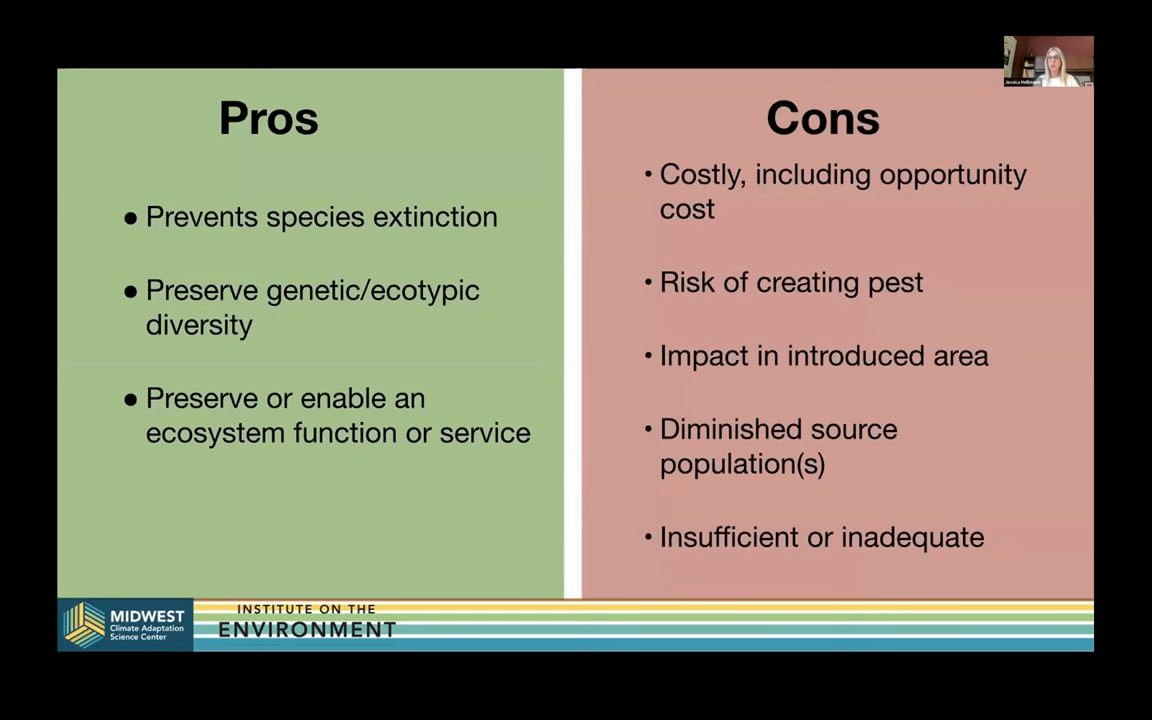 Jessica Hellmann
Pros
● Prevents species extinction
● Preserve genetic/ecotypic
diversity
● Preserve or enable an
ecosystem function or service
Cons
• Costly, including opportunity
cost
• Risk of creating pest
• Impact in introduced area
• Diminished source
population(s)
• Insufficient or inadequate
MIDWEST
Climate Adaptation
Science Center
INSTITUTE ON THE
ENVIRONMENT